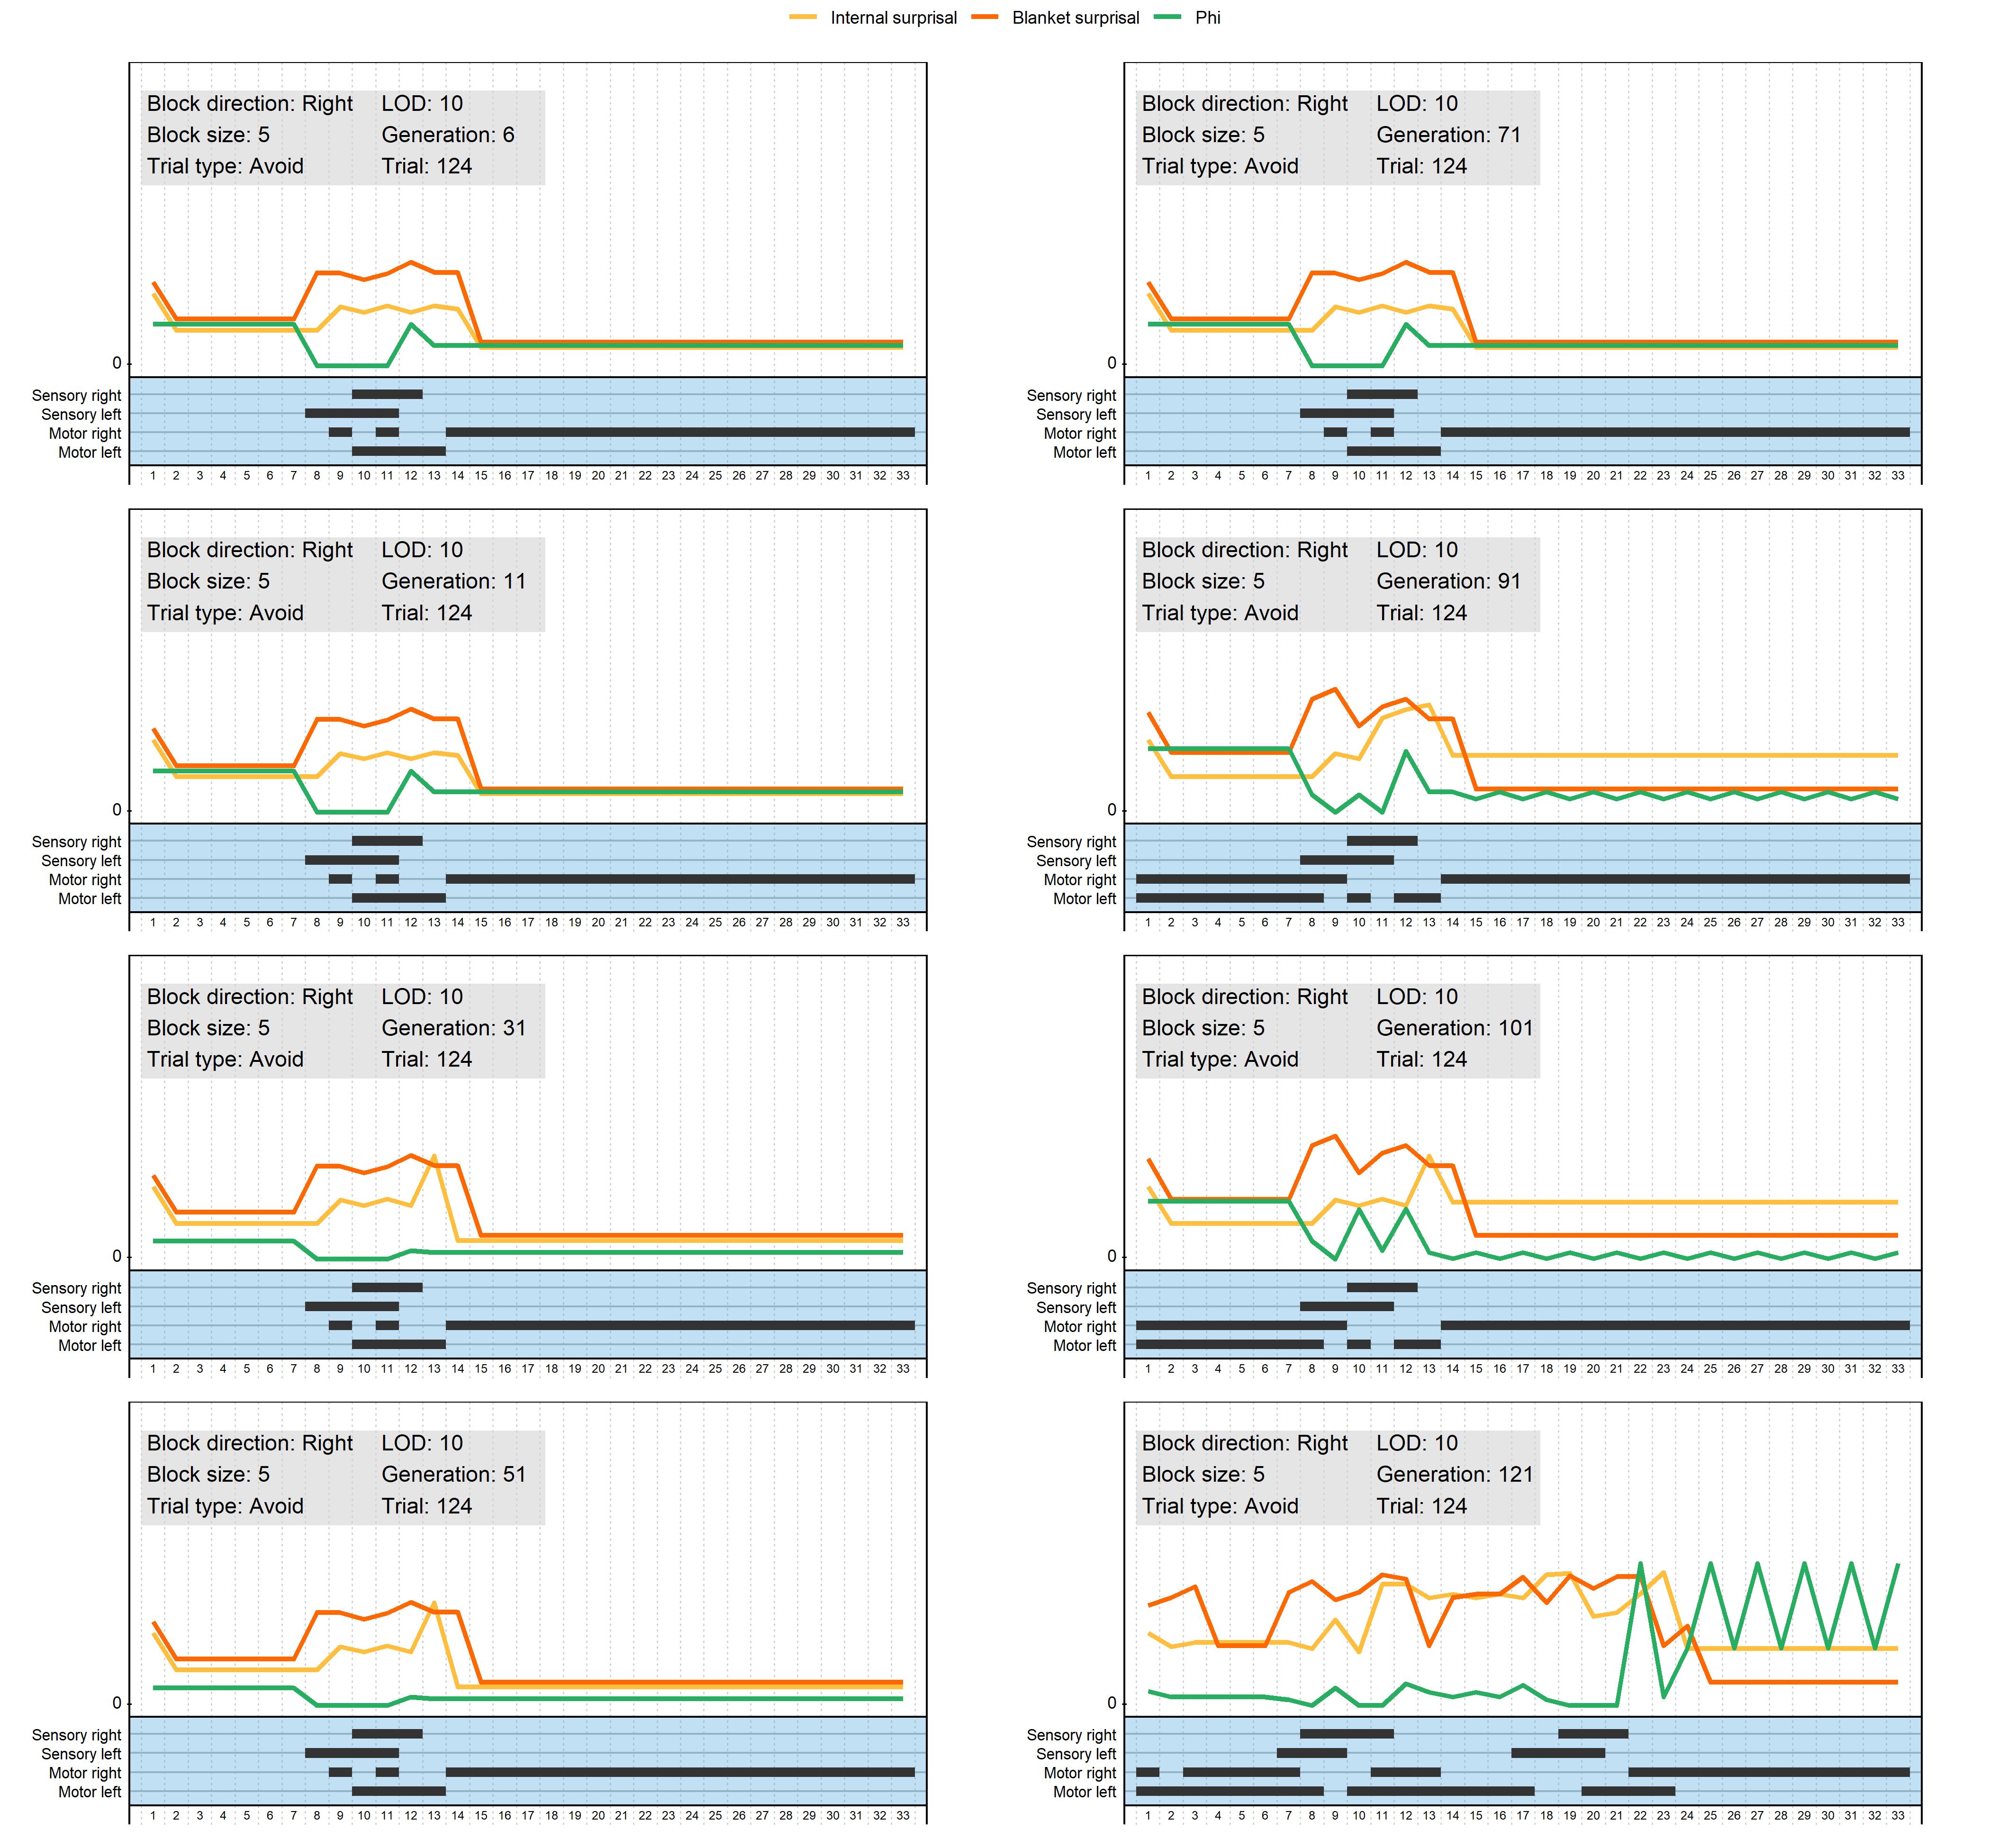 Internal surprisal Blanket surprisal Phi
Block direction: Right LOD: 10
Block size: 5 Generation: 6
Trial type: Avoid Trial: 124
0
Sensory right
Sensory left
Motor right
Motor left
1 2 3 4 5 6 7 8 9 10 11 12 13 14 15 16 17 18 19 20 21 22 23 24 25 26 27 28 29 30 31 32 33
Block direction: Right LOD: 10
Block size: 5 Generation: 71
Trial type: Avoid Trial: 124
0
Sensory right
Sensory left
Motor right
Motor left
1 2 3 4 5 6 7 8 9 10 11 12 13 14 15 16 17 18 19 20 21 22 23 24 25 26 27 28 29 30 31 32 33
Block direction: Right LOD: 10
Block size: 5 Generation: 11
Trial type: Avoid Trial: 124
0
Sensory right
Sensory left
Motor right
Motor left
1 2 3 4 5 6 7 8 9 10 11 12 13 14 15 16 17 18 19 20 21 22 23 24 25 26 27 28 29 30 31 32 33
Block direction: Right LOD: 10
Block size: 5 Generation: 91
Trial type: Avoid Trial: 124
0
Sensory right
Sensory left
Motor right
Motor left
1 2 3 4 5 6 7 8 9 10 11 12 13 14 15 16 17 18 19 20 21 22 23 24 25 26 27 28 29 30 31 32 33
Block direction: Right LOD: 10
Block size: 5 Generation: 31
Trial type: Avoid Trial: 124
0
Sensory right
Sensory left
Motor right
Motor left
1 2 3 4 5 6 7 8 9 10 11 12 13 14 15 16 17 18 19 20 21 22 23 24 25 26 27 28 29 30 31 32 33
Block direction: Right LOD: 10
Block size: 5 Generation: 101
Trial type: Avoid Trial: 124
0
Sensory right
Sensory left
Motor right
Motor left
1 2 3 4 5 6 7 8 9 10 11 12 13 14 15 16 17 18 19 20 21 22 23 24 25 26 27 28 29 30 31 32 33
Block direction: Right LOD: 10
Block size: 5 Generation: 51
Trial type: Avoid Trial: 124
0
Sensory right
Sensory left
Motor right
Motor left
1 2 3 4 5 6 7 8 9 10 11 12 13 14 15 16 17 18 19 20 21 22 23 24 25 26 27 28 29 30 31 32 33
Block direction: Right LOD: 10
Block size: 5 Generation: 121
Trial type: Avoid Trial: 124
0
Sensory right
Sensory left
Motor right
Motor left
1 2 3 4 5 6 7 8 9 10 11 12 13 14 15 16 17 18 19 20 21 22 23 24 25 26 27 28 29 30 31 32 33